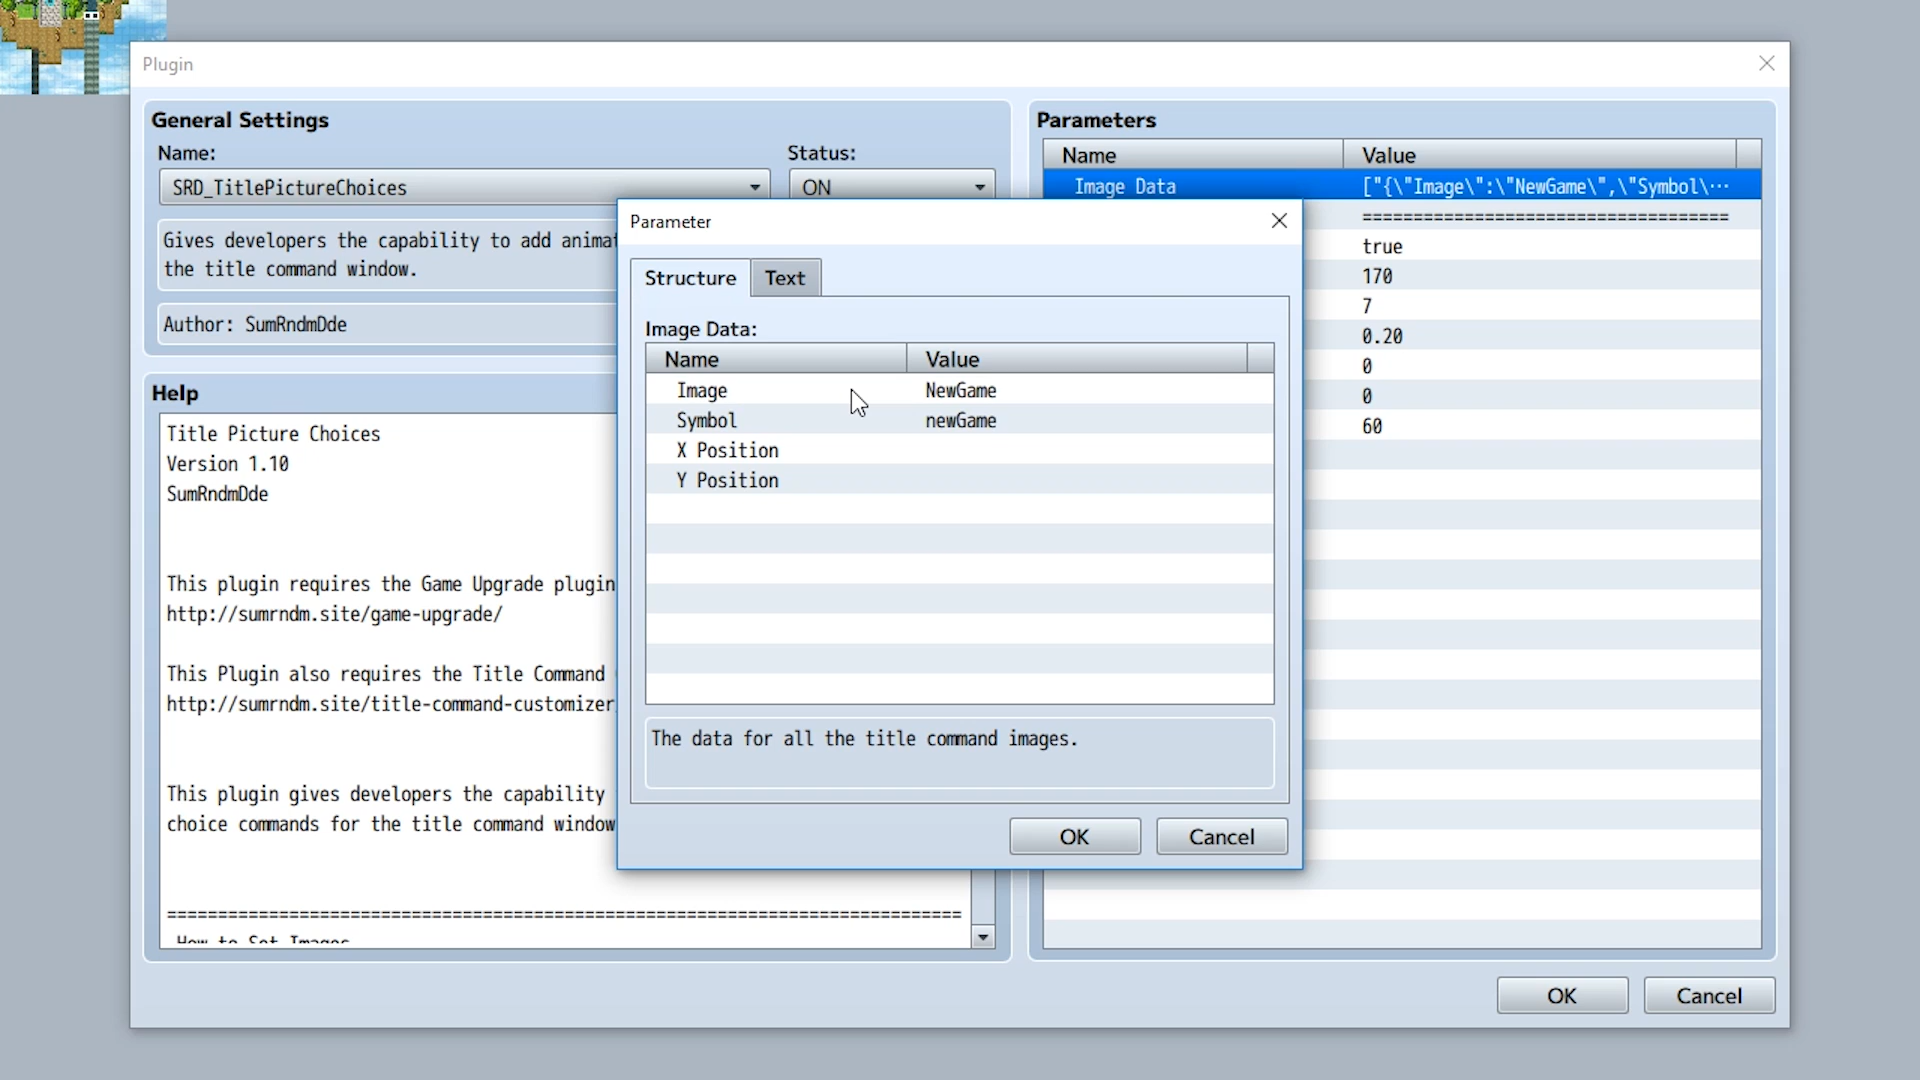 Plugin
General Settings
Name:
Status:
SRD_TitlePictureChoices
ON
Gives developers the capability to add animat
the title command window.
Author: SumRndmDde
Help
Title Picture Choices
Version 1.10
SumRndmDde
This plugin requires the Game Upgrade plugin
http://sumrndm.site/game-upgrade/
This Plugin also requires the Title Command
http://sumrndm.site/title-command-customizer
This plugin gives developers the capability
choice commands for the title command window
==============================================================================
How to Set Images
Parameter
Structure
Text
Image Data:
Name Value
Image NewGame
Symbol newGame
X Position
Y Position
The data for all the title command images.
OK
Cancel
Parameters
Name Value
Image Data ["{\"Image\":\"NewGame\",\"Symbol\…
====================================
true
170
7
0.20
0
0
60
OK
Cancel